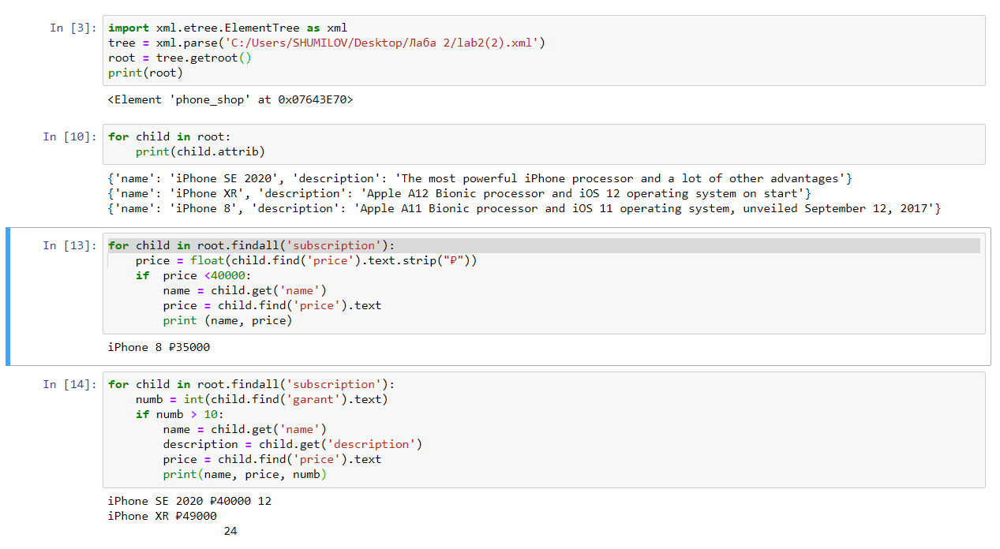 In [3]: import xml.etree.ElementTree as xml
tree = xml.parse('C:/Users/SHUMILOV/Desktop/Лаба 2/lab2(2).xml')
root = tree.getroot()
print(root)
<Element 'phone_shop' at 0x07643E70>
In [10]: for child in root:
    print(child.attrib)
{'name': 'iPhone SE 2020', 'description': 'The most powerful iPhone processor and a lot of other advantages'}
{'name': 'iPhone XR', 'description': 'Apple A12 Bionic processor and iOS 12 operating system on start'}
{'name': 'iPhone 8', 'description': 'Apple A11 Bionic processor and iOS 11 operating system, unveiled September 12, 2017'}
In [13]: for child in root.findall('subscription'):
    price = float(child.find('price').text.strip("₽"))
    if  price <40000:
        name = child.get('name')
        price = child.find('price').text
        print (name, price)
iPhone 8 ₽35000
In [14]: for child in root.findall('subscription'):
    numb = int(child.find('garant').text)
    if numb > 10:
        name = child.get('name')
        description = child.get('description')
        price = child.find('price').text
        print(name, price, numb)
iPhone SE 2020 ₽40000 12
iPhone XR ₽49000
                 24